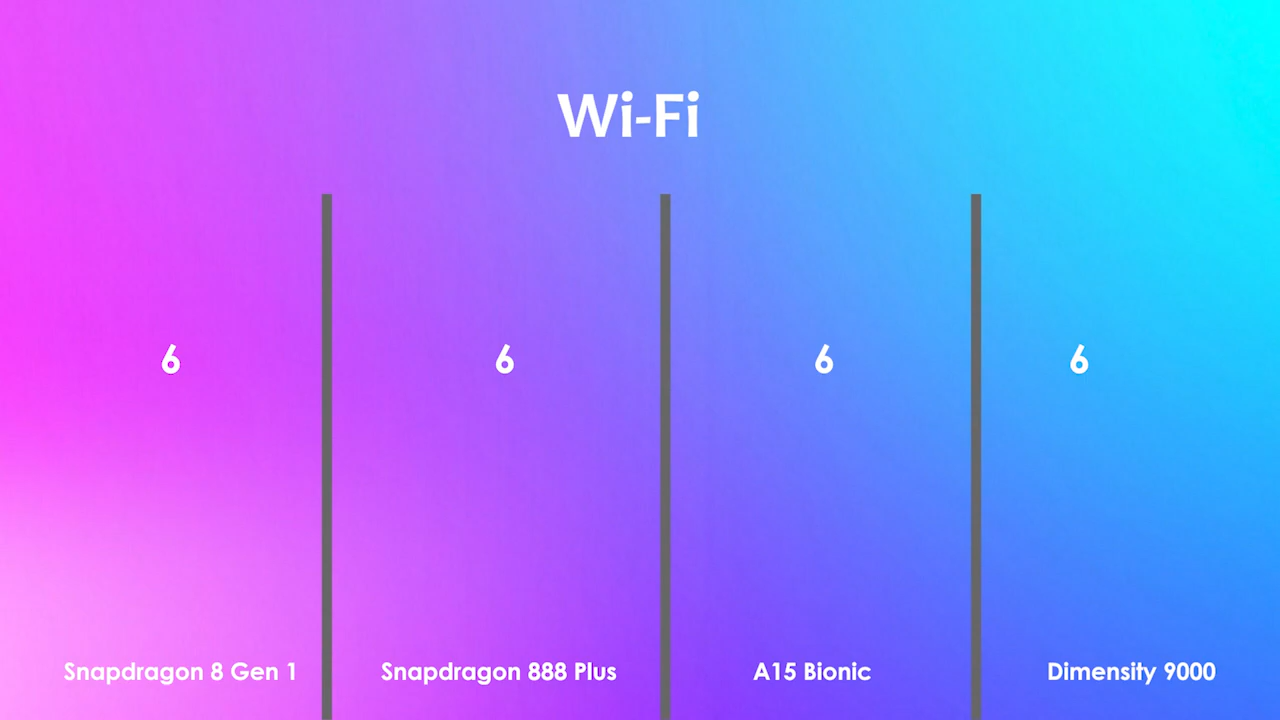 Wi-Fi
6
6
6
6
Snapdragon 8 Gen 1
Snapdragon 888 Plus
A15 Bionic
Dimensity 9000